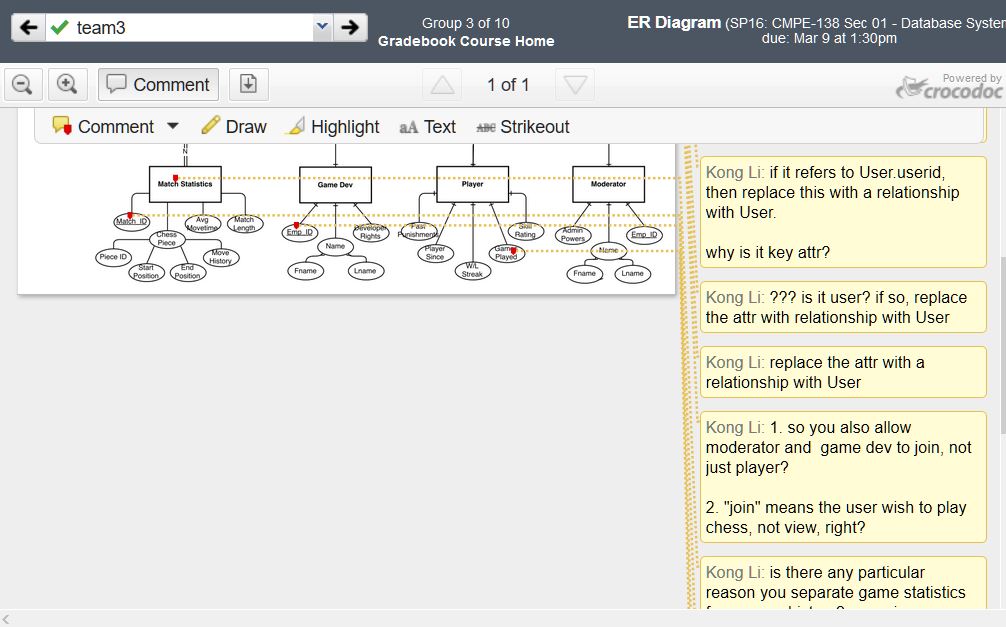 team3
Group 3 of 10
Gradebook Course Home
ER Diagram (SP16: CMPE-138 Sec 01 - Database Syster
due: Mar 9 at 1:30pm
Comment
1 of 1
Powered by
crocodoc
Comment
Draw
Highlight
aA Text
ABC Strikeout
N
Match Statistics
Game Dev
Player
Moderator
Match_ID
Avg
Movetime
Match
Length
Chess
Piece
Piece ID
Start
Position
End
Position
Move
History
Emp_ID
Name
Developer
Rights
Fname
Lname
Past
Punishments
Player
Since
W/L
Streak
Skill
Rating
Game
Played
Admin
Powers
Name
Emp_ID
Fname
Lname
Kong Li: if it refers to User.userid,
then replace this with a relationship
with User.
why is it key attr?
Kong Li: ??? is it user? if so, replace
the attr with relationship with User
Kong Li: replace the attr with a
relationship with User
Kong Li: 1. so you also allow
moderator and game dev to join, not
just player?
2. "join" means the user wish to play
chess, not view, right?
Kong Li: is there any particular
reason you separate game statistics